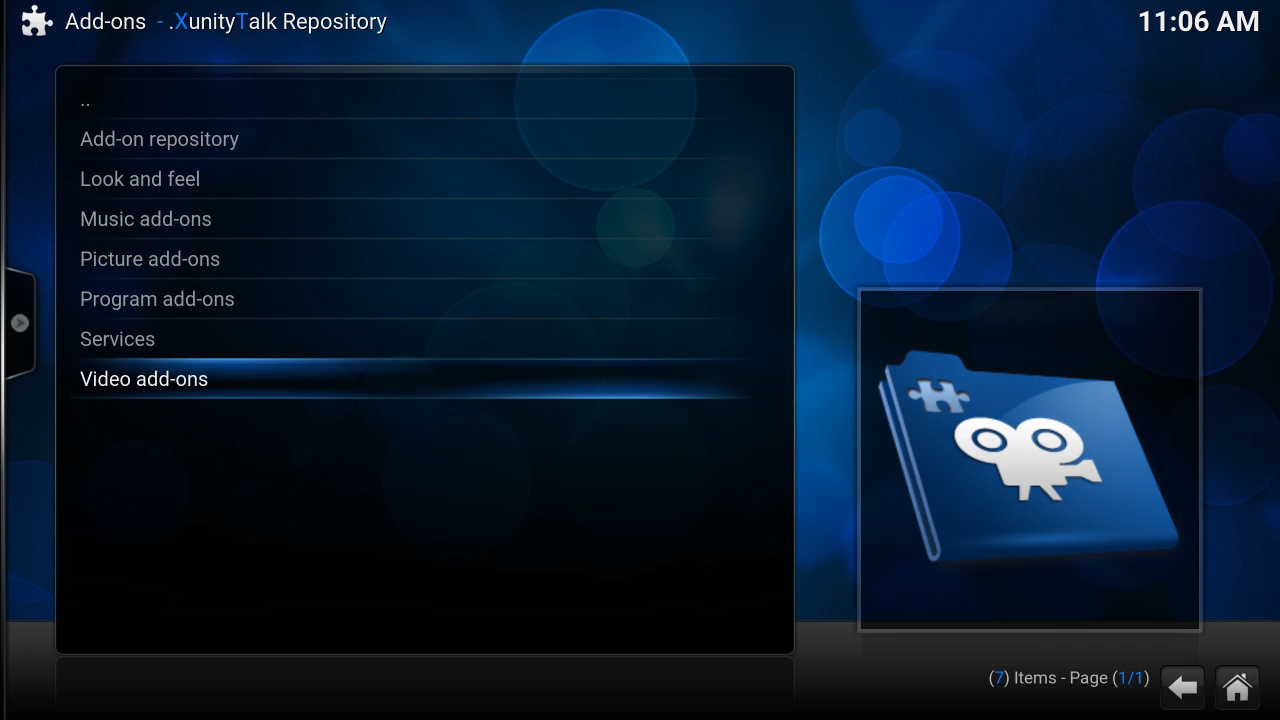 Add-ons - .XunityTalk Repository
11:06 AM
..
Add-on repository
Look and feel
Music add-ons
Picture add-ons
Program add-ons
Services
Video add-ons
(7) Items - Page (1/1)